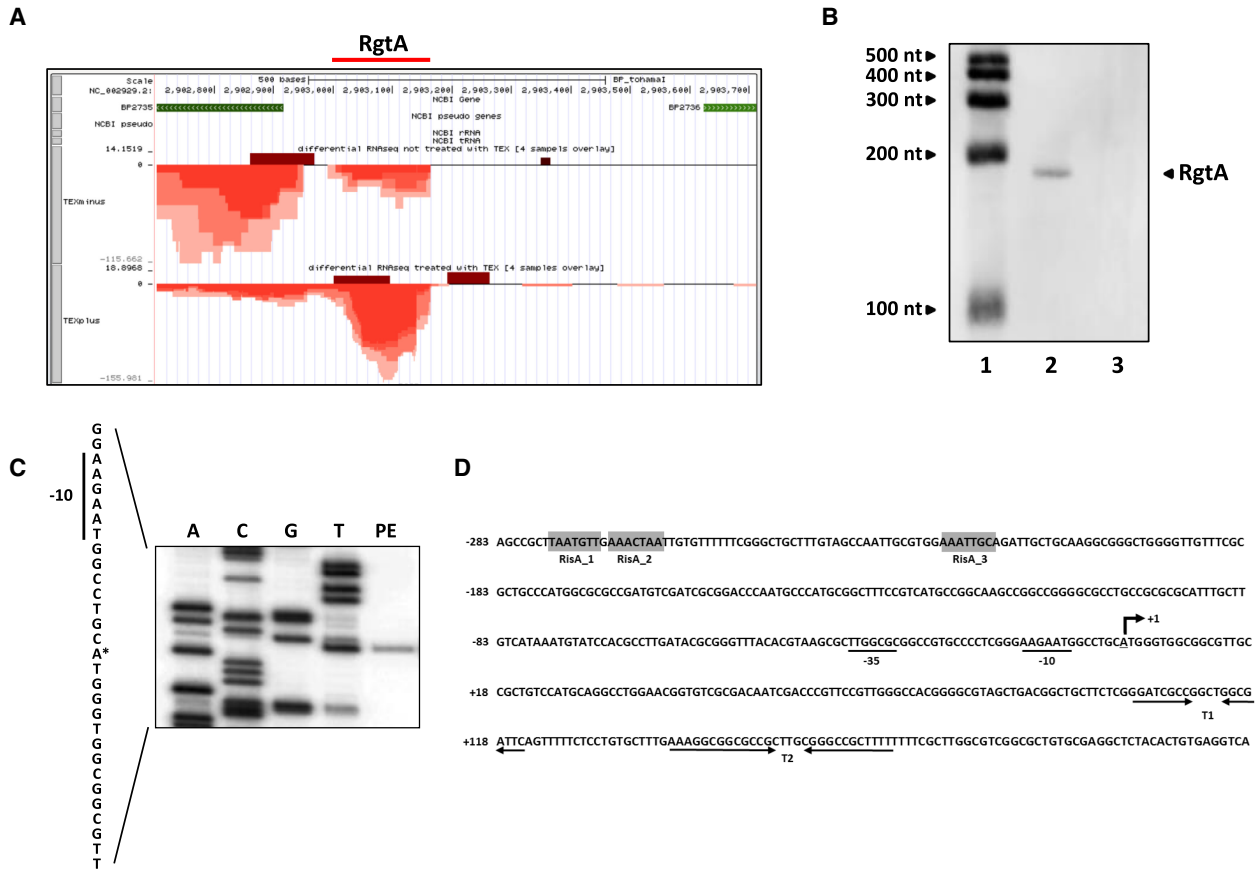 A
RgtA
Scale
500 bases
BP_tohamaI
NC_002929.2:
2,902,800 2,902,900 2,903,000 2,903,100 2,903,200 2,903,300 2,903,400 2,903,500 2,903,600 2,903,700
NCBI Gene
BP2735
BP2736
NCBI pseudo genes
NCBI pseudo
NCBI rRNA
NCBI tRNA
differential RNAseq not treated with TEX [4 sampels overlay]
14.1519 _
0 _
TEXminus
-115.662 _
differential RNAseq treated with TEX [4 samples overlay]
18.8968 _
0 _
TEXplus
-155.981 _
B
500 nt
400 nt
300 nt
200 nt
RgtA
100 nt
1 2 3
C
G
G
A
A
G
A
A
T
G
G
C
C
T
G
C
A*
T
G
G
G
T
G
G
C
G
G
C
G
T
T
-10
A C G T PE
D
-283 AGCCGCTTAATGTTGAAACTAATTGTGTTTTTTCGGGCTGCTTTGTAGCCAATTGCGTGGAAATTGCAGATTGCTGCAAGGCGGGCTGGGGTTGTTTCGC
RisA_1 RisA_2 RisA_3
-183 GCTGCCCATGGCGCGCCGATGTCGATCGCGGACCCAATGCCCATGCGGCTTTCCGTCATGCCGGCAAGCCGGCCGGGGCGCCTGCCGCGCGCATTTGCTT
+1
-83 GTCATAAATGTATCCACGCCTTGATACGCGGGTTTACACGTAAGCGCTTGGCGCGGCCGTGCCCCTCGGGAAGAATGGCCTGCATGGGTGGCGGCGTTGC
-35 -10
+18 CGCTGTCCATGCAGGCCTGGAACGGTGTCGCGACAATCGACCCGTTCCGTTGGGCCACGGGGCGTAGCTGACGGCTGCTTCTCGGGATCGCCGGCTGGCG
T1
+118 ATTCAGTTTTTCTCCTGTGCTTTGAAAGGCGGCGCCGCTTGCGGGCCGCTTTTTTTTCGCTTGGCGTCGGCGCTGTGCGAGGCTCTACACTGTGAGGTCA
T2